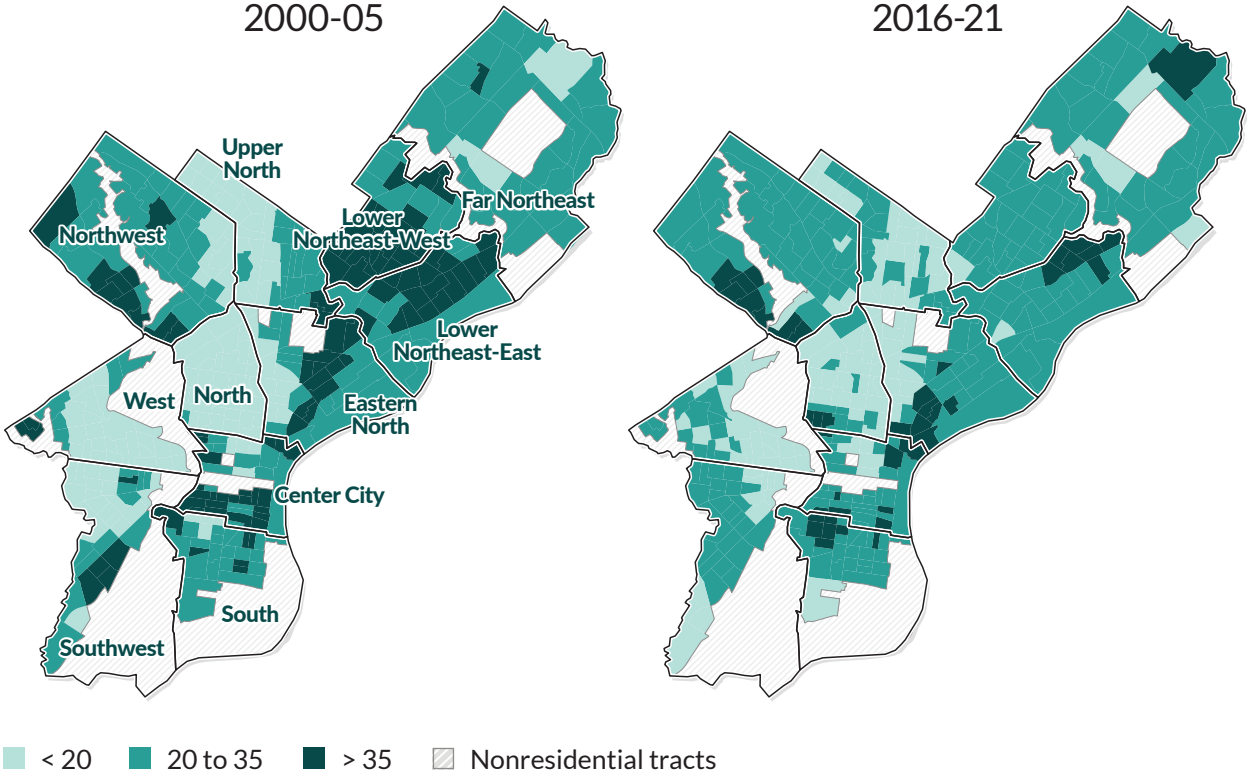 2000-05
2016-21
Upper
North
Far Northeast
Lower
Northeast-West
Northwest
Lower
Northeast-East
West
North
Eastern
North
Center City
South
Southwest
< 20
20 to 35
> 35
Nonresidential tracts